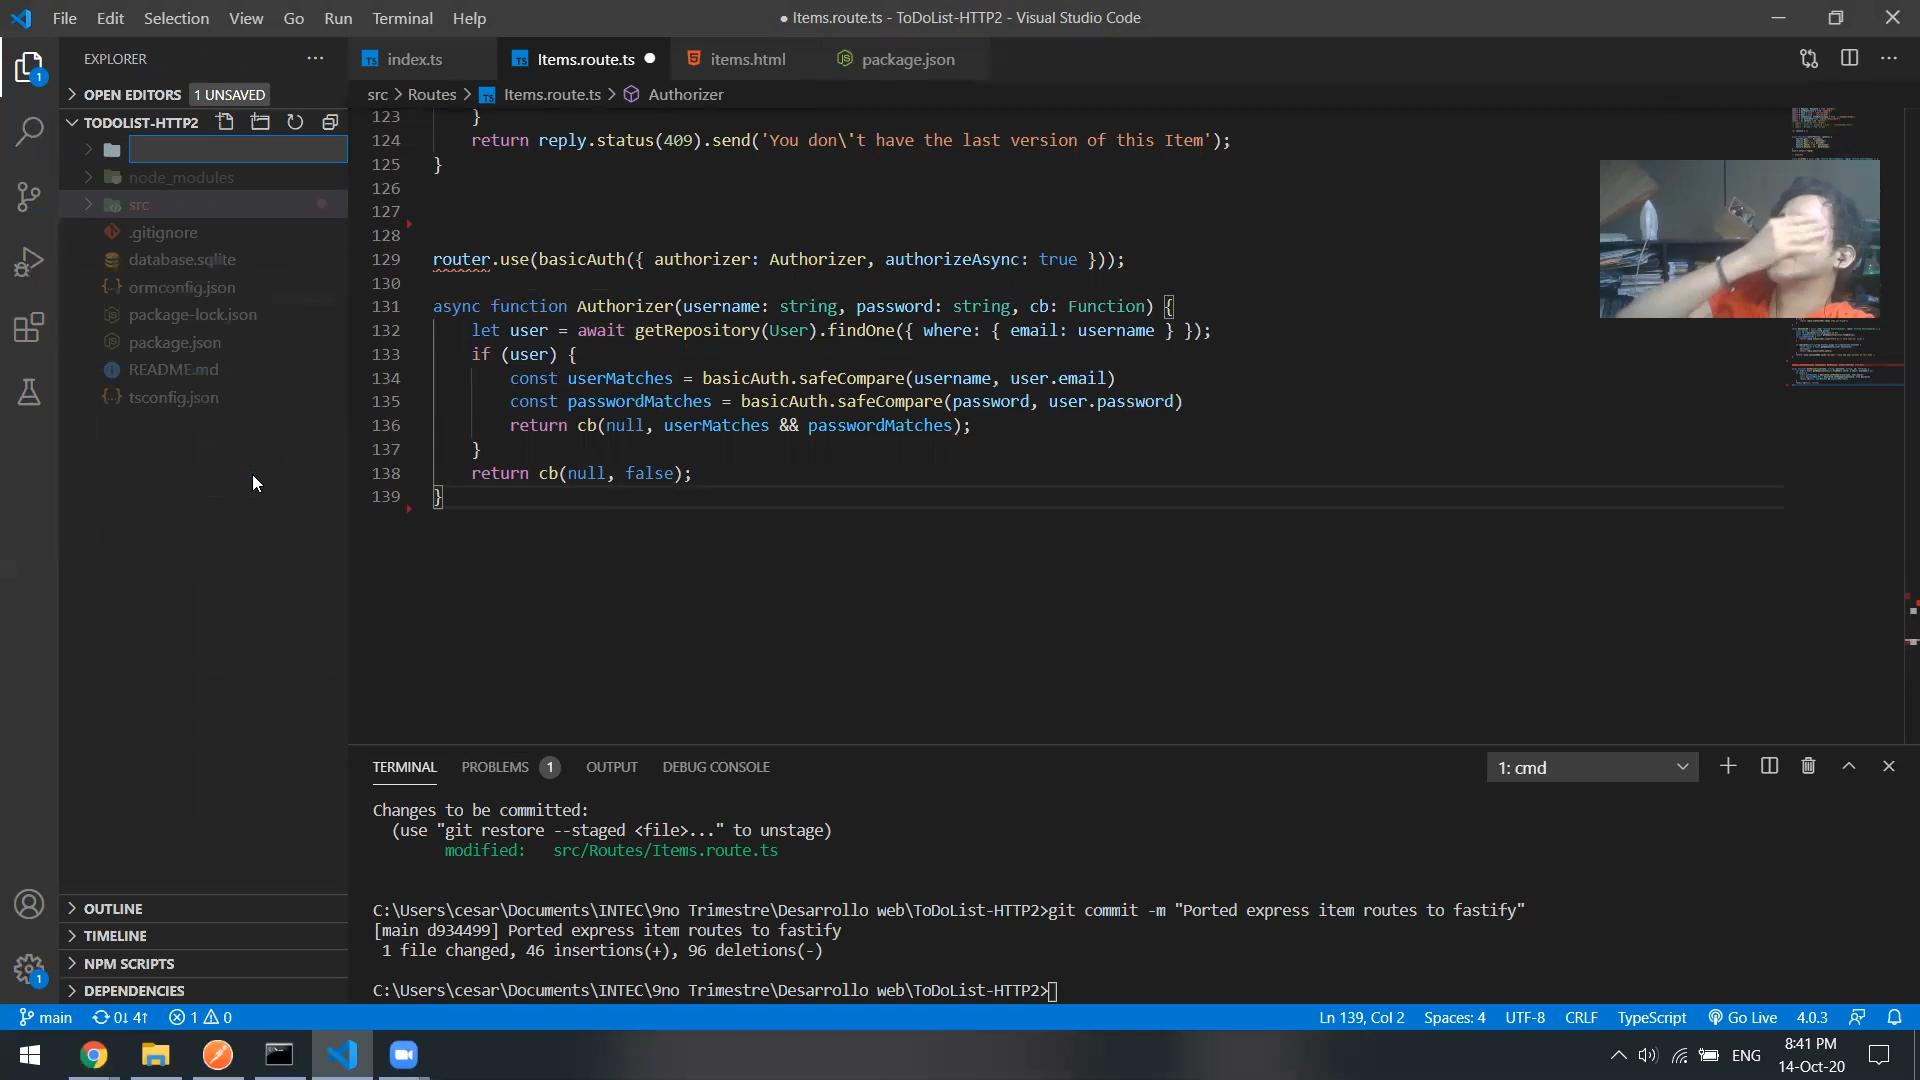 File Edit Selection View Go Run Terminal Help
● Items.route.ts - ToDoList-HTTP2 - Visual Studio Code
EXPLORER
OPEN EDITORS 1 UNSAVED
TODOLIST-HTTP2
node_modules
src
.gitignore
database.sqlite
ormconfig.json
package-lock.json
package.json
README.md
tsconfig.json
OUTLINE
TIMELINE
NPM SCRIPTS
DEPENDENCIES
1
1
TS index.ts
TS Items.route.ts
items.html
package.json
src > Routes > TS Items.route.ts > Authorizer
123 }
124 return reply.status(409).send('You don\'t have the last version of this Item');
125 }
126
127
128
129 router.use(basicAuth({ authorizer: Authorizer, authorizeAsync: true }));
130
131 async function Authorizer(username: string, password: string, cb: Function) {
132 let user = await getRepository(User).findOne({ where: { email: username } });
133 if (user) {
134 const userMatches = basicAuth.safeCompare(username, user.email)
135 const passwordMatches = basicAuth.safeCompare(password, user.password)
136 return cb(null, userMatches && passwordMatches);
137 }
138 return cb(null, false);
139 }
TERMINAL PROBLEMS 1 OUTPUT DEBUG CONSOLE
1: cmd
Changes to be committed:
(use "git restore --staged <file>..." to unstage)
modified: src/Routes/Items.route.ts
C:\Users\cesar\Documents\INTEC\9no Trimestre\Desarrollo web\ToDoList-HTTP2>git commit -m "Ported express item routes to fastify"
[main d934499] Ported express item routes to fastify
1 file changed, 46 insertions(+), 96 deletions(-)
C:\Users\cesar\Documents\INTEC\9no Trimestre\Desarrollo web\ToDoList-HTTP2>
main 0↓ 4↑ 1 0
Ln 139, Col 2 Spaces: 4 UTF-8 CRLF TypeScript Go Live 4.0.3
ENG
8:41 PM
14-Oct-20